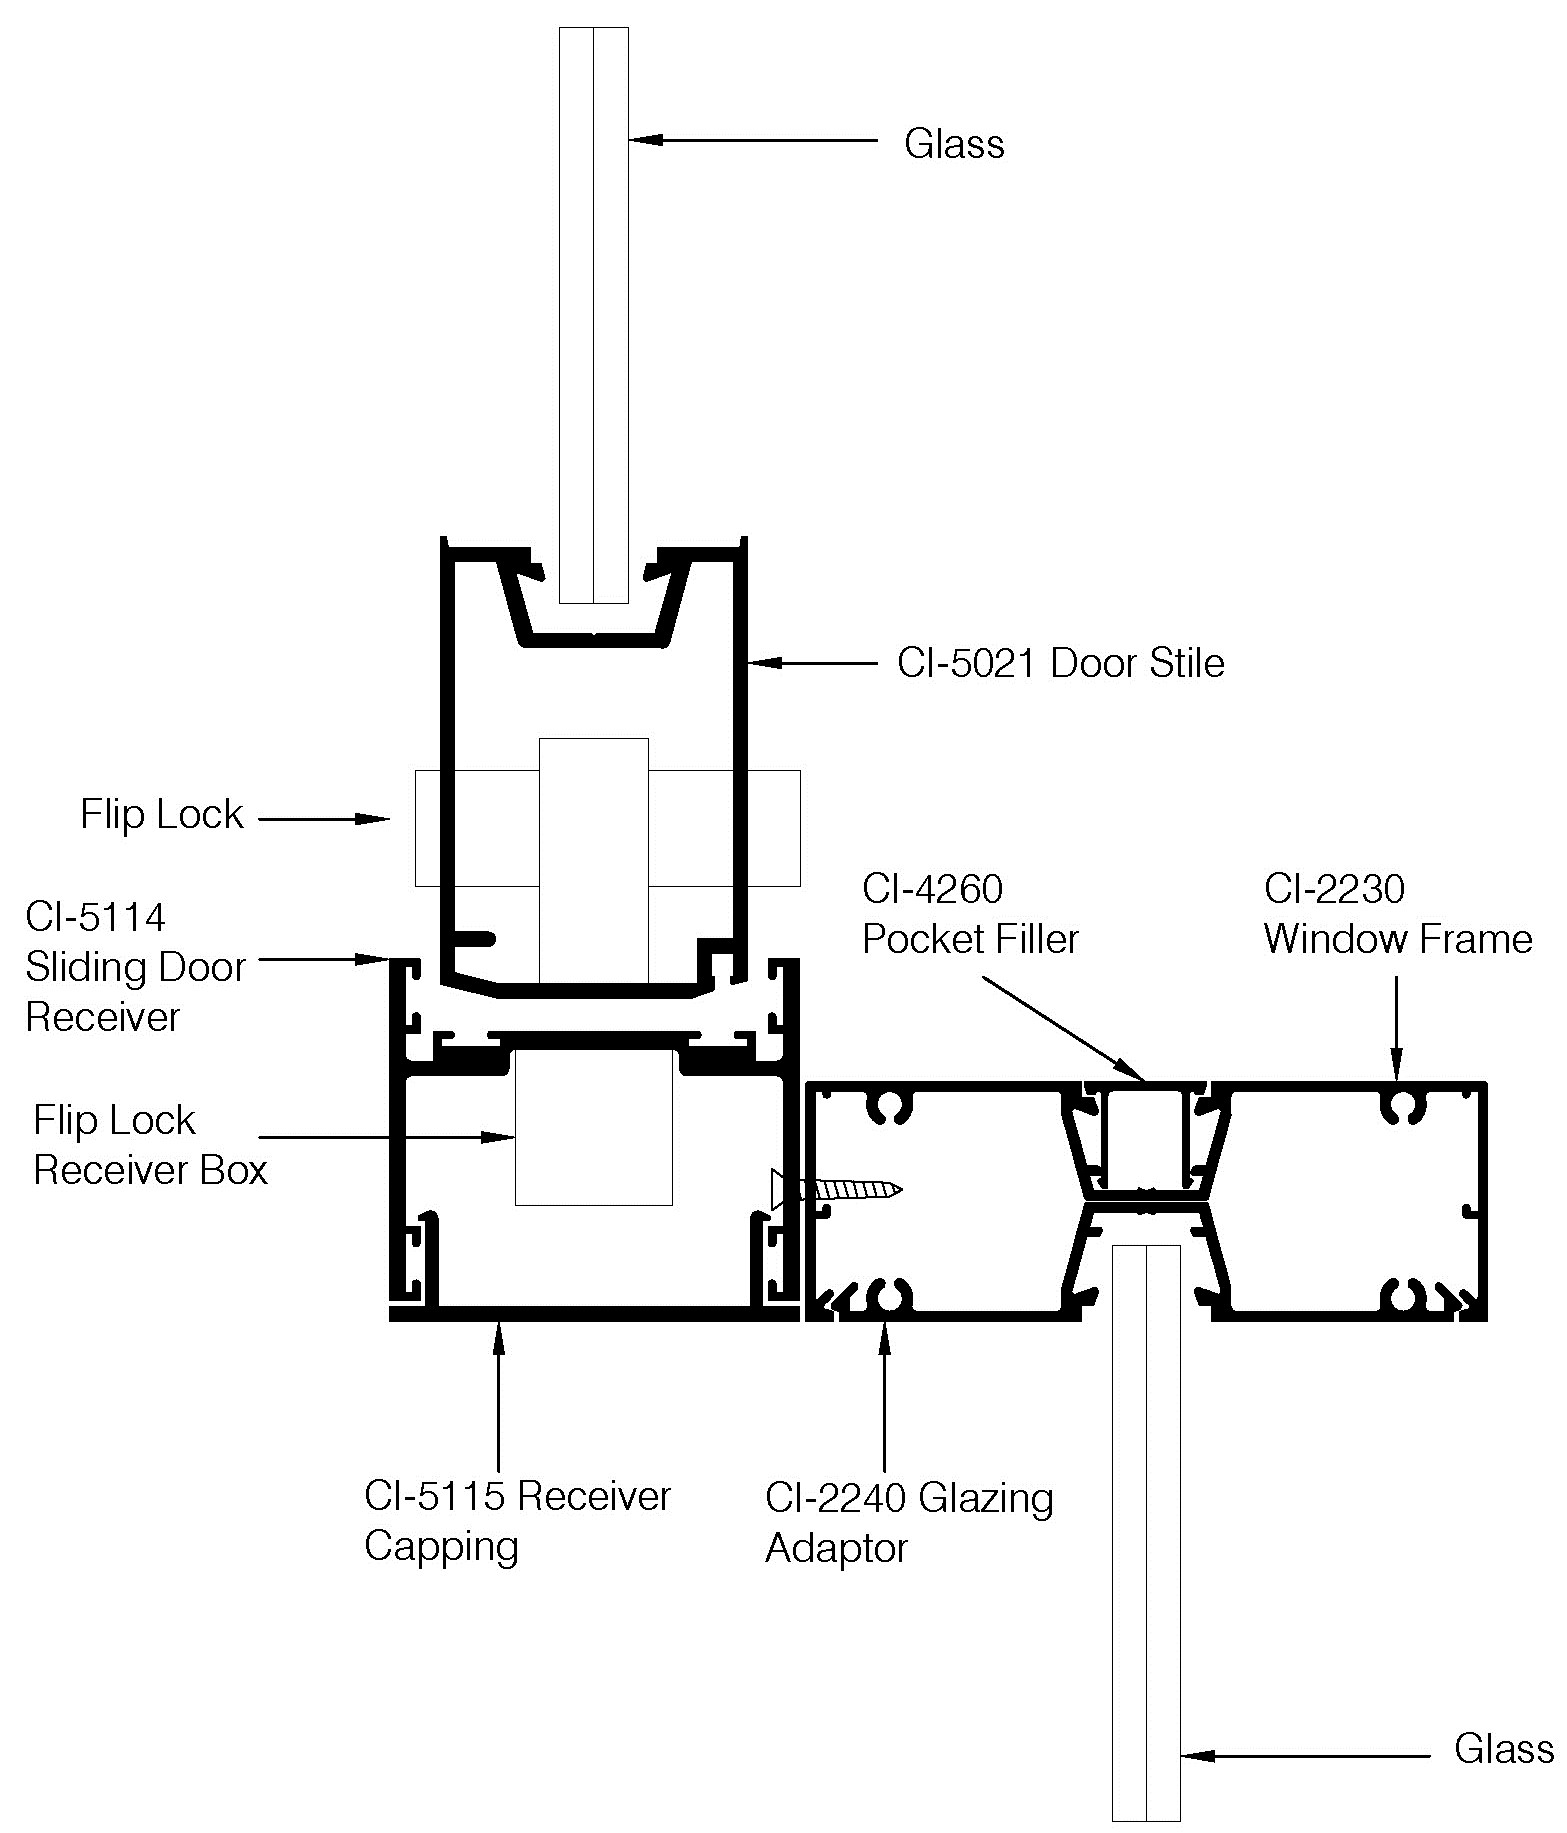 Glass
CI-5021 Door Stile
Flip Lock
CI-5114
Sliding Door
Receiver
CI-4260
Pocket Filler
CI-2230
Window Frame
Flip Lock
Receiver Box
CI-5115 Receiver
Capping
CI-2240 Glazing
Adaptor
Glass